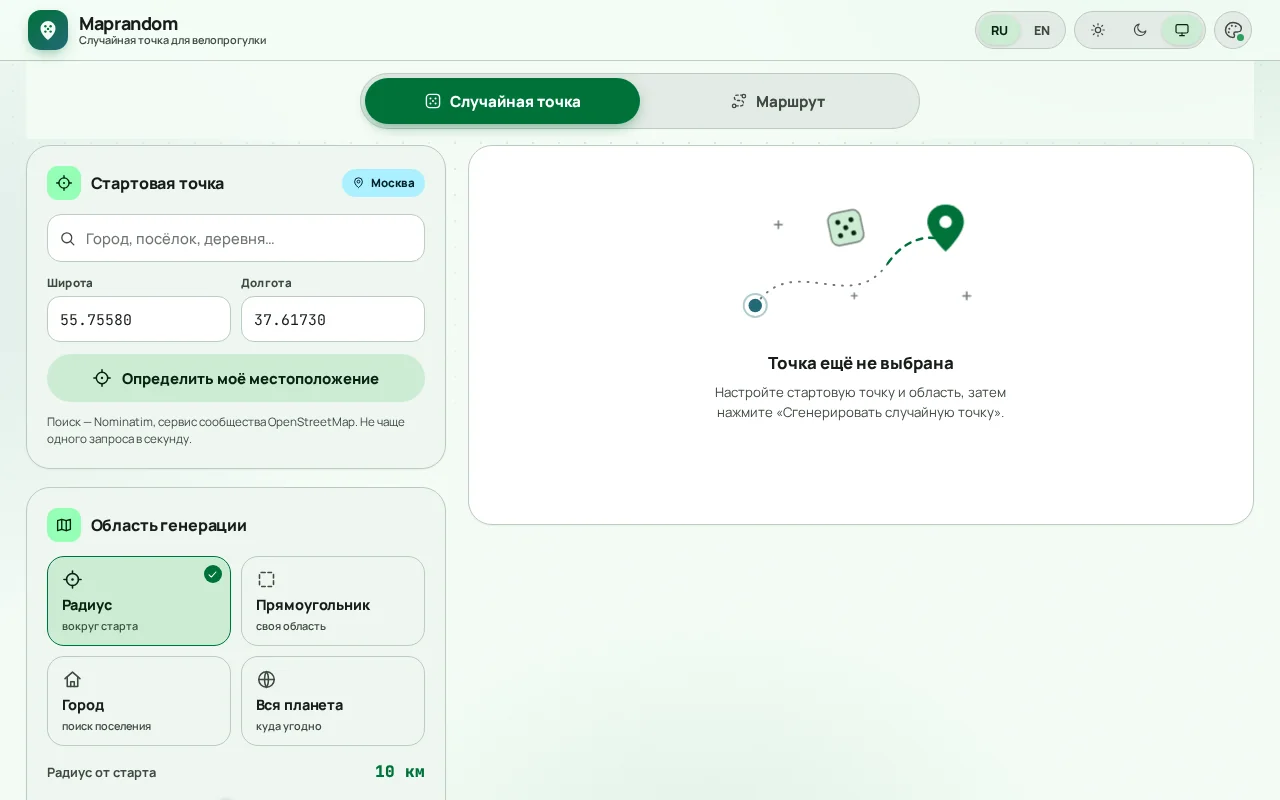 Maprandom
Случайная точка для велопрогулки
RU
EN
Случайная точка
Маршрут
Стартовая точка
Москва
Город, посёлок, деревня...
Широта
Долгота
55.75580
37.61730
Определить моё местоположение
Поиск — Nominatim, сервис сообщества OpenStreetMap. Не чаще
одного запроса в секунду.
Точка ещё не выбрана
Настройте стартовую точку и область, затем
нажмите «Сгенерировать случайную точку».
Область генерации
Радиус
вокруг старта
Прямоугольник
своя область
Город
поиск поселения
Вся планета
куда угодно
Радиус от старта
10 км